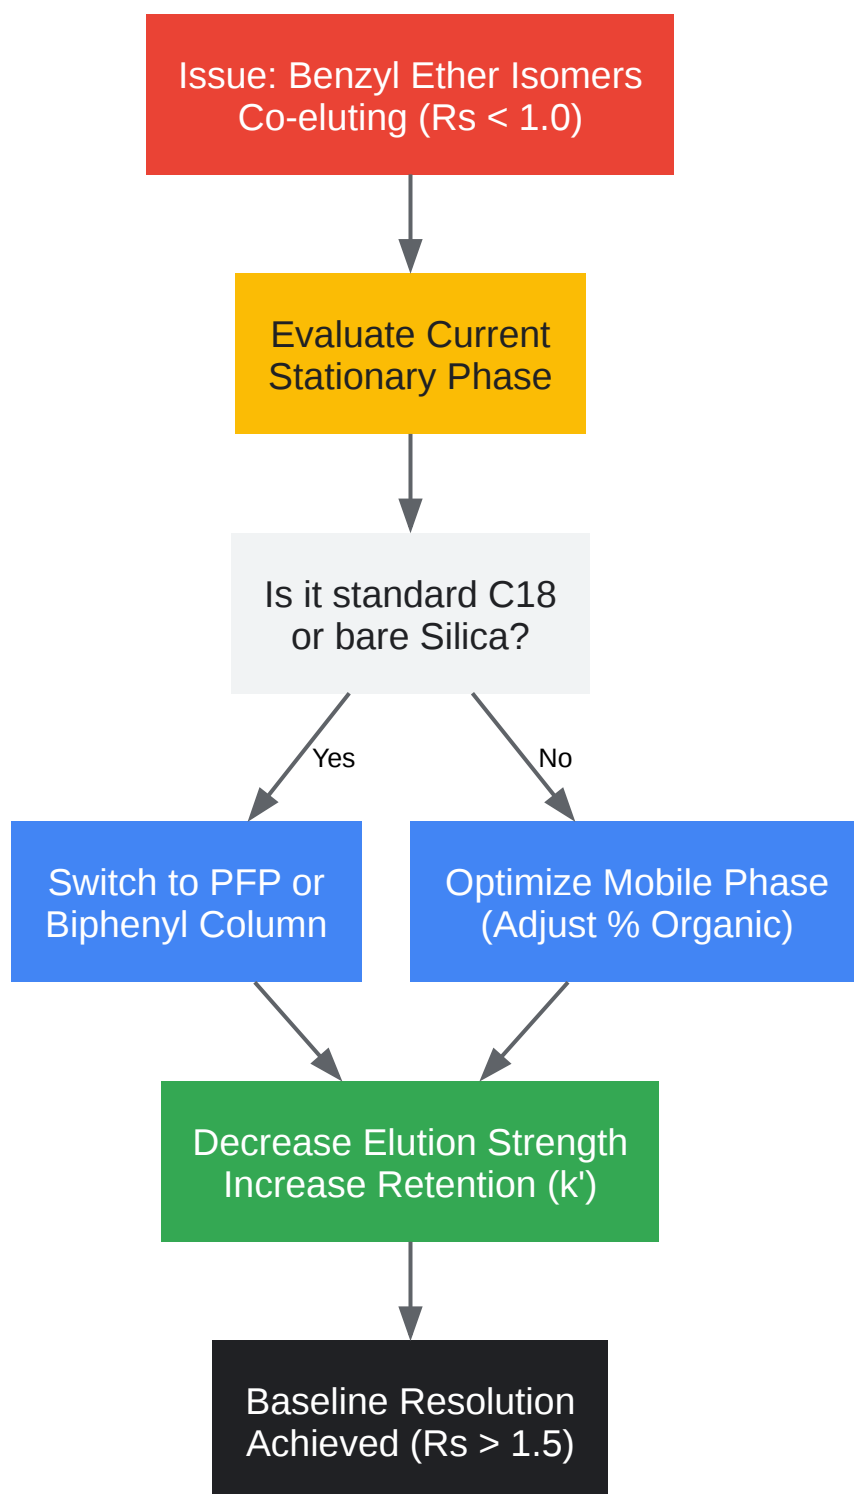 Issue: Benzyl Ether Isomers
Co-eluting (Rs < 1.0)
Evaluate Current
Stationary Phase
Is it standard C18
or bare Silica?
Yes
No
Switch to PFP or
Biphenyl Column
Optimize Mobile Phase
(Adjust % Organic)
Decrease Elution Strength
Increase Retention (k')
Baseline Resolution
Achieved (Rs > 1.5)